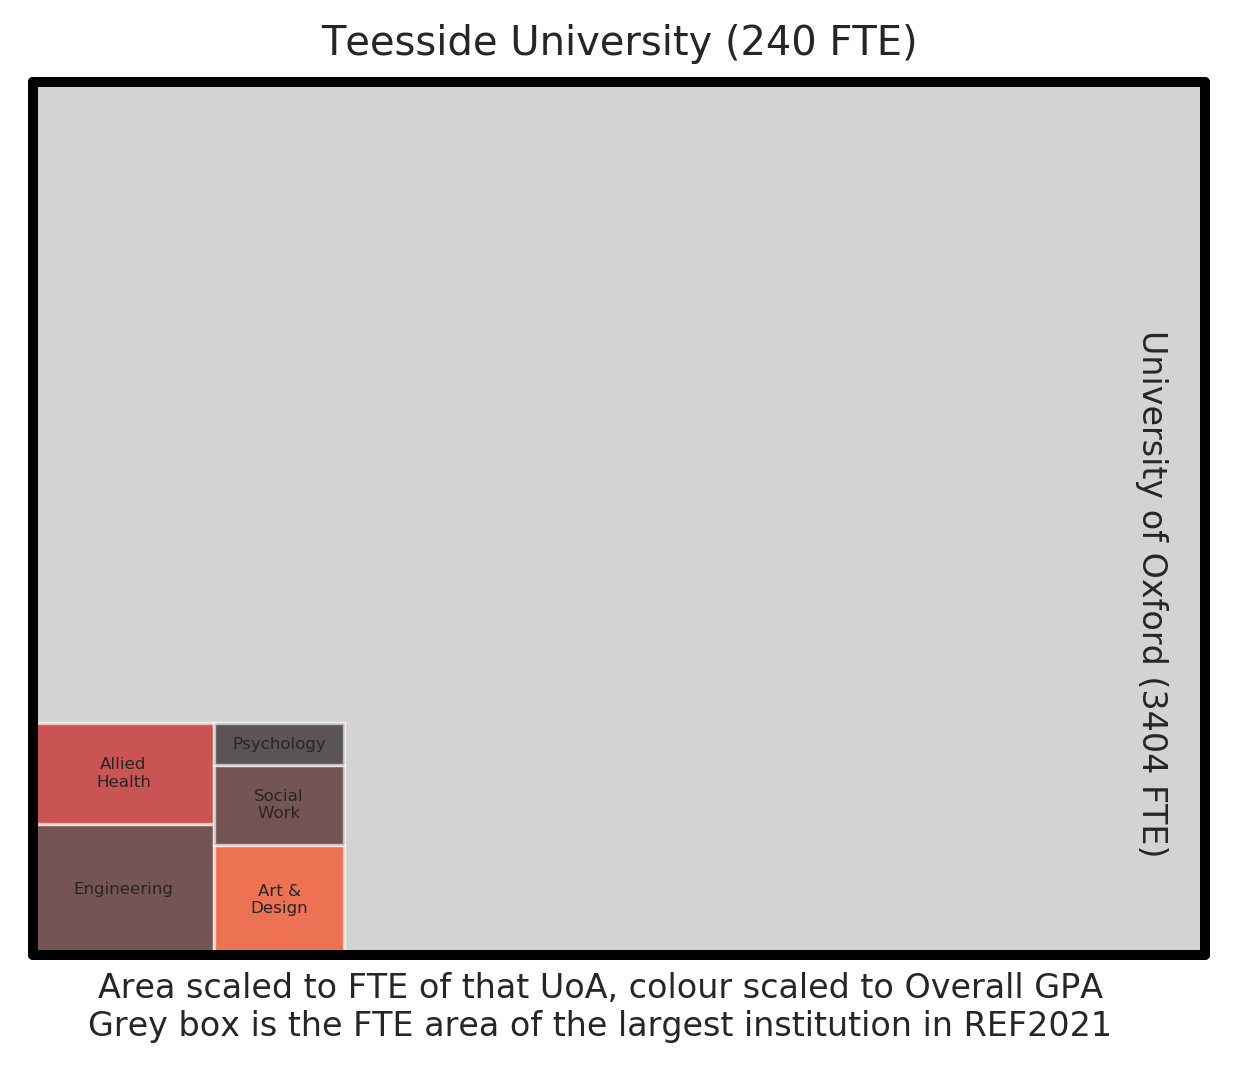 Teesside University (240 FTE)
University of Oxford (3404 FTE)
Allied
Health
Psychology
Social
Work
Engineering
Art &
Design
Area scaled to FTE of that UoA, colour scaled to Overall GPA
Grey box is the FTE area of the largest institution in REF2021